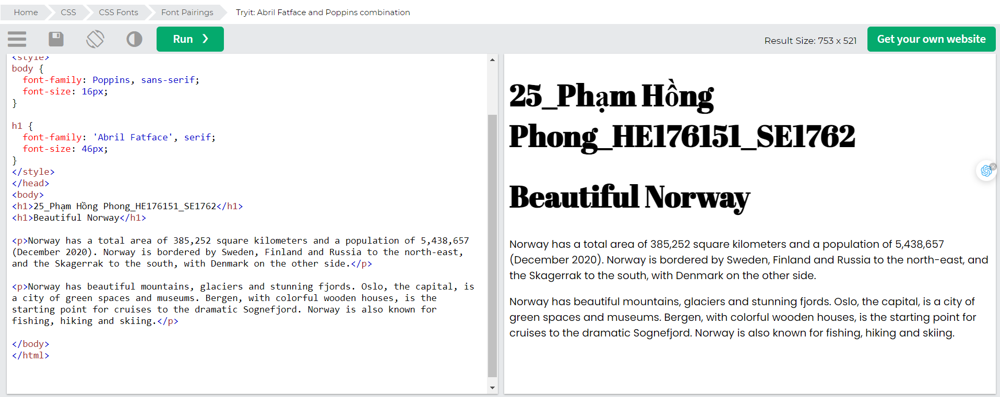 Home CSS CSS Fonts Font Pairings Tryit: Abril Fatface and Poppins combination
Run ❯ Result Size: 753 x 521 Get your own website
<style>
body {
  font-family: Poppins, sans-serif;
  font-size: 16px;
}

h1 {
  font-family: 'Abril Fatface', serif;
  font-size: 46px;
}
</style>
</head>
<body>
<h1>25_Phạm Hồng Phong_HE176151_SE1762</h1>
<h1>Beautiful Norway</h1>

<p>Norway has a total area of 385,252 square kilometers and a population of 5,438,657
(December 2020). Norway is bordered by Sweden, Finland and Russia to the north-east,
and the Skagerrak to the south, with Denmark on the other side.</p>

<p>Norway has beautiful mountains, glaciers and stunning fjords. Oslo, the capital, is
a city of green spaces and museums. Bergen, with colorful wooden houses, is the
starting point for cruises to the dramatic Sognefjord. Norway is also known for
fishing, hiking and skiing.</p>

</body>
</html>
25_Phạm Hồng
Phong_HE176151_SE1762
Beautiful Norway
Norway has a total area of 385,252 square kilometers and a population of 5,438,657
(December 2020). Norway is bordered by Sweden, Finland and Russia to the north-east, and
the Skagerrak to the south, with Denmark on the other side.
Norway has beautiful mountains, glaciers and stunning fjords. Oslo, the capital, is a city of
green spaces and museums. Bergen, with colorful wooden houses, is the starting point for
cruises to the dramatic Sognefjord. Norway is also known for fishing, hiking and skiing.